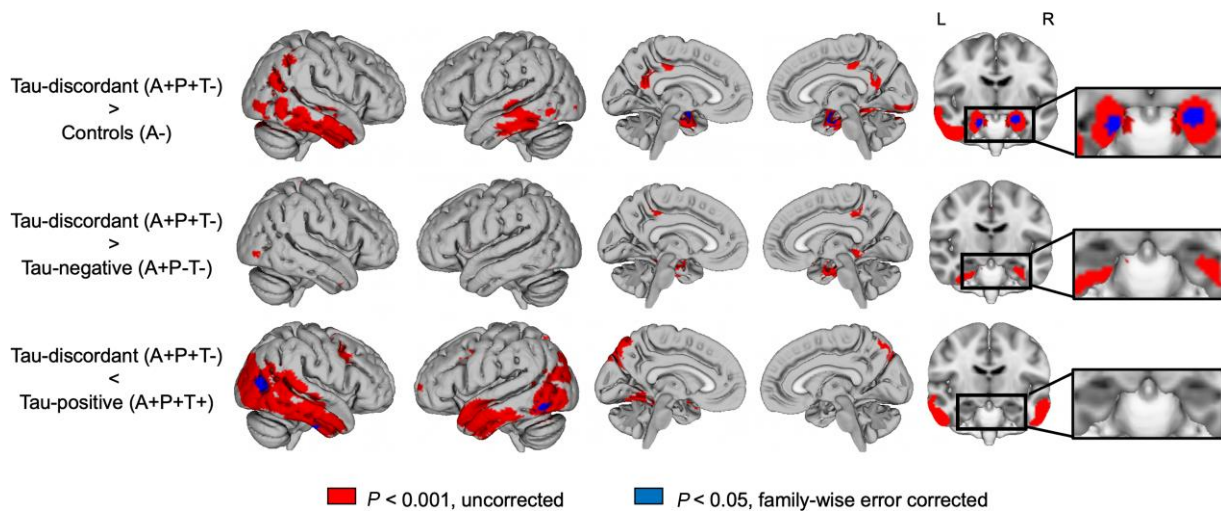 L R
Tau-discordant (A+P+T-)
>
Controls (A-)
Tau-discordant (A+P+T-)
>
Tau-negative (A+P-T-)
Tau-discordant (A+P+T-)
<
Tau-positive (A+P+T+)
P < 0.001, uncorrected
P < 0.05, family-wise error corrected